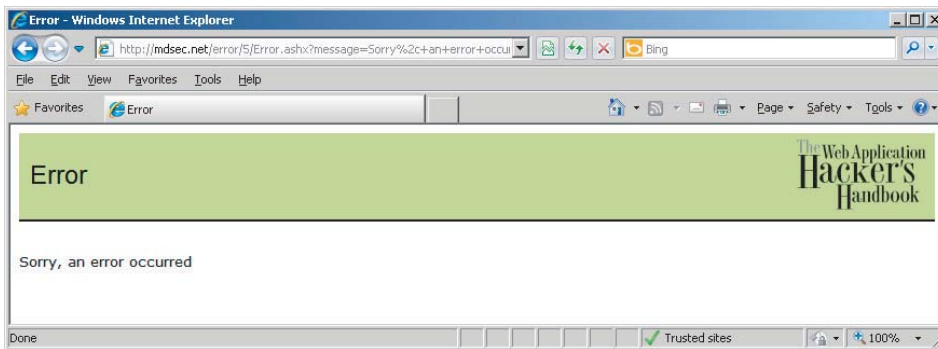 Error - Windows Internet Explorer
http://mdsec.net/error/5/Error.ashx?message=Sorry%2c+an+error+occur
Bing
File Edit View Favorites Tools Help
Favorites Error Page Safety Tools
Error
The Web Application
Hacker's
Handbook
Sorry, an error occurred
Done Trusted sites 100%